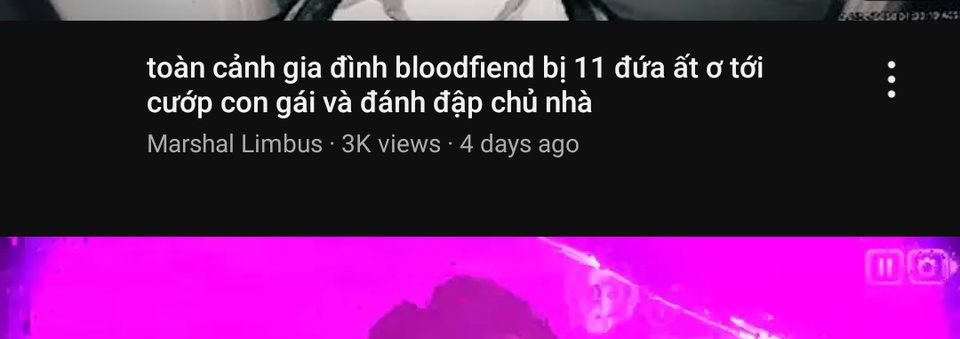 toàn cảnh gia đình bloodfiend bị 11 đứa ất ơ tới
cướp con gái và đánh đập chủ nhà
Marshal Limbus · 3K views · 4 days ago